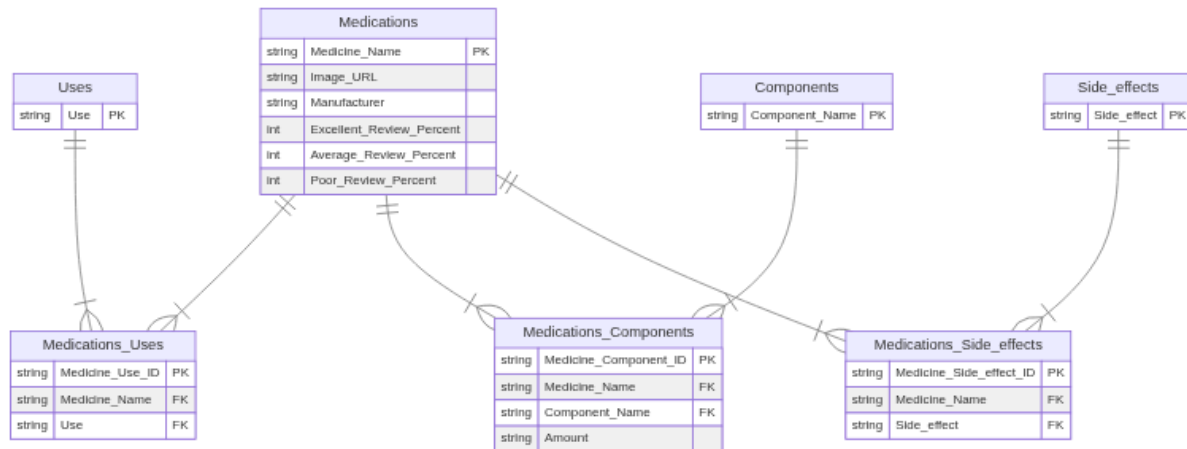 Medications
string Medicine_Name PK
string Image_URL
string Manufacturer
int Excellent_Review_Percent
int Average_Review_Percent
int Poor_Review_Percent
Uses
string Use PK
Components
string Component_Name PK
Side_effects
string Side_effect PK
Medications_Uses
string Medicine_Use_ID PK
string Medicine_Name FK
string Use FK
Medications_Components
string Medicine_Component_ID PK
string Medicine_Name FK
string Component_Name FK
string Amount
Medications_Side_effects
string Medicine_Side_effect_ID PK
string Medicine_Name FK
string Side_effect FK